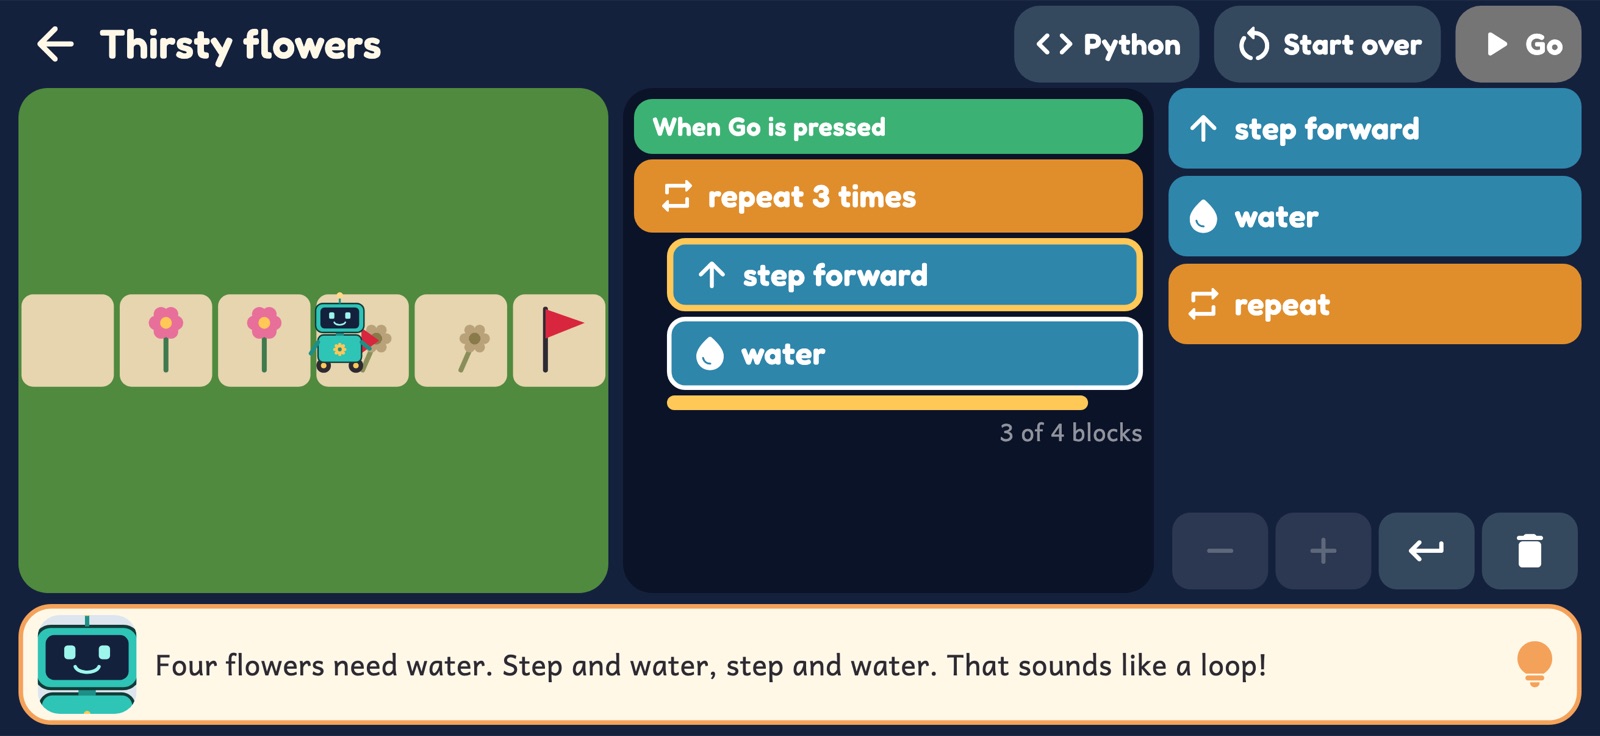 Thirsty flowers
Python
Start over
Go
When Go is pressed
repeat 3 times
step forward
water
3 of 4 blocks
step forward
water
repeat
Four flowers need water. Step and water, step and water. That sounds like a loop!